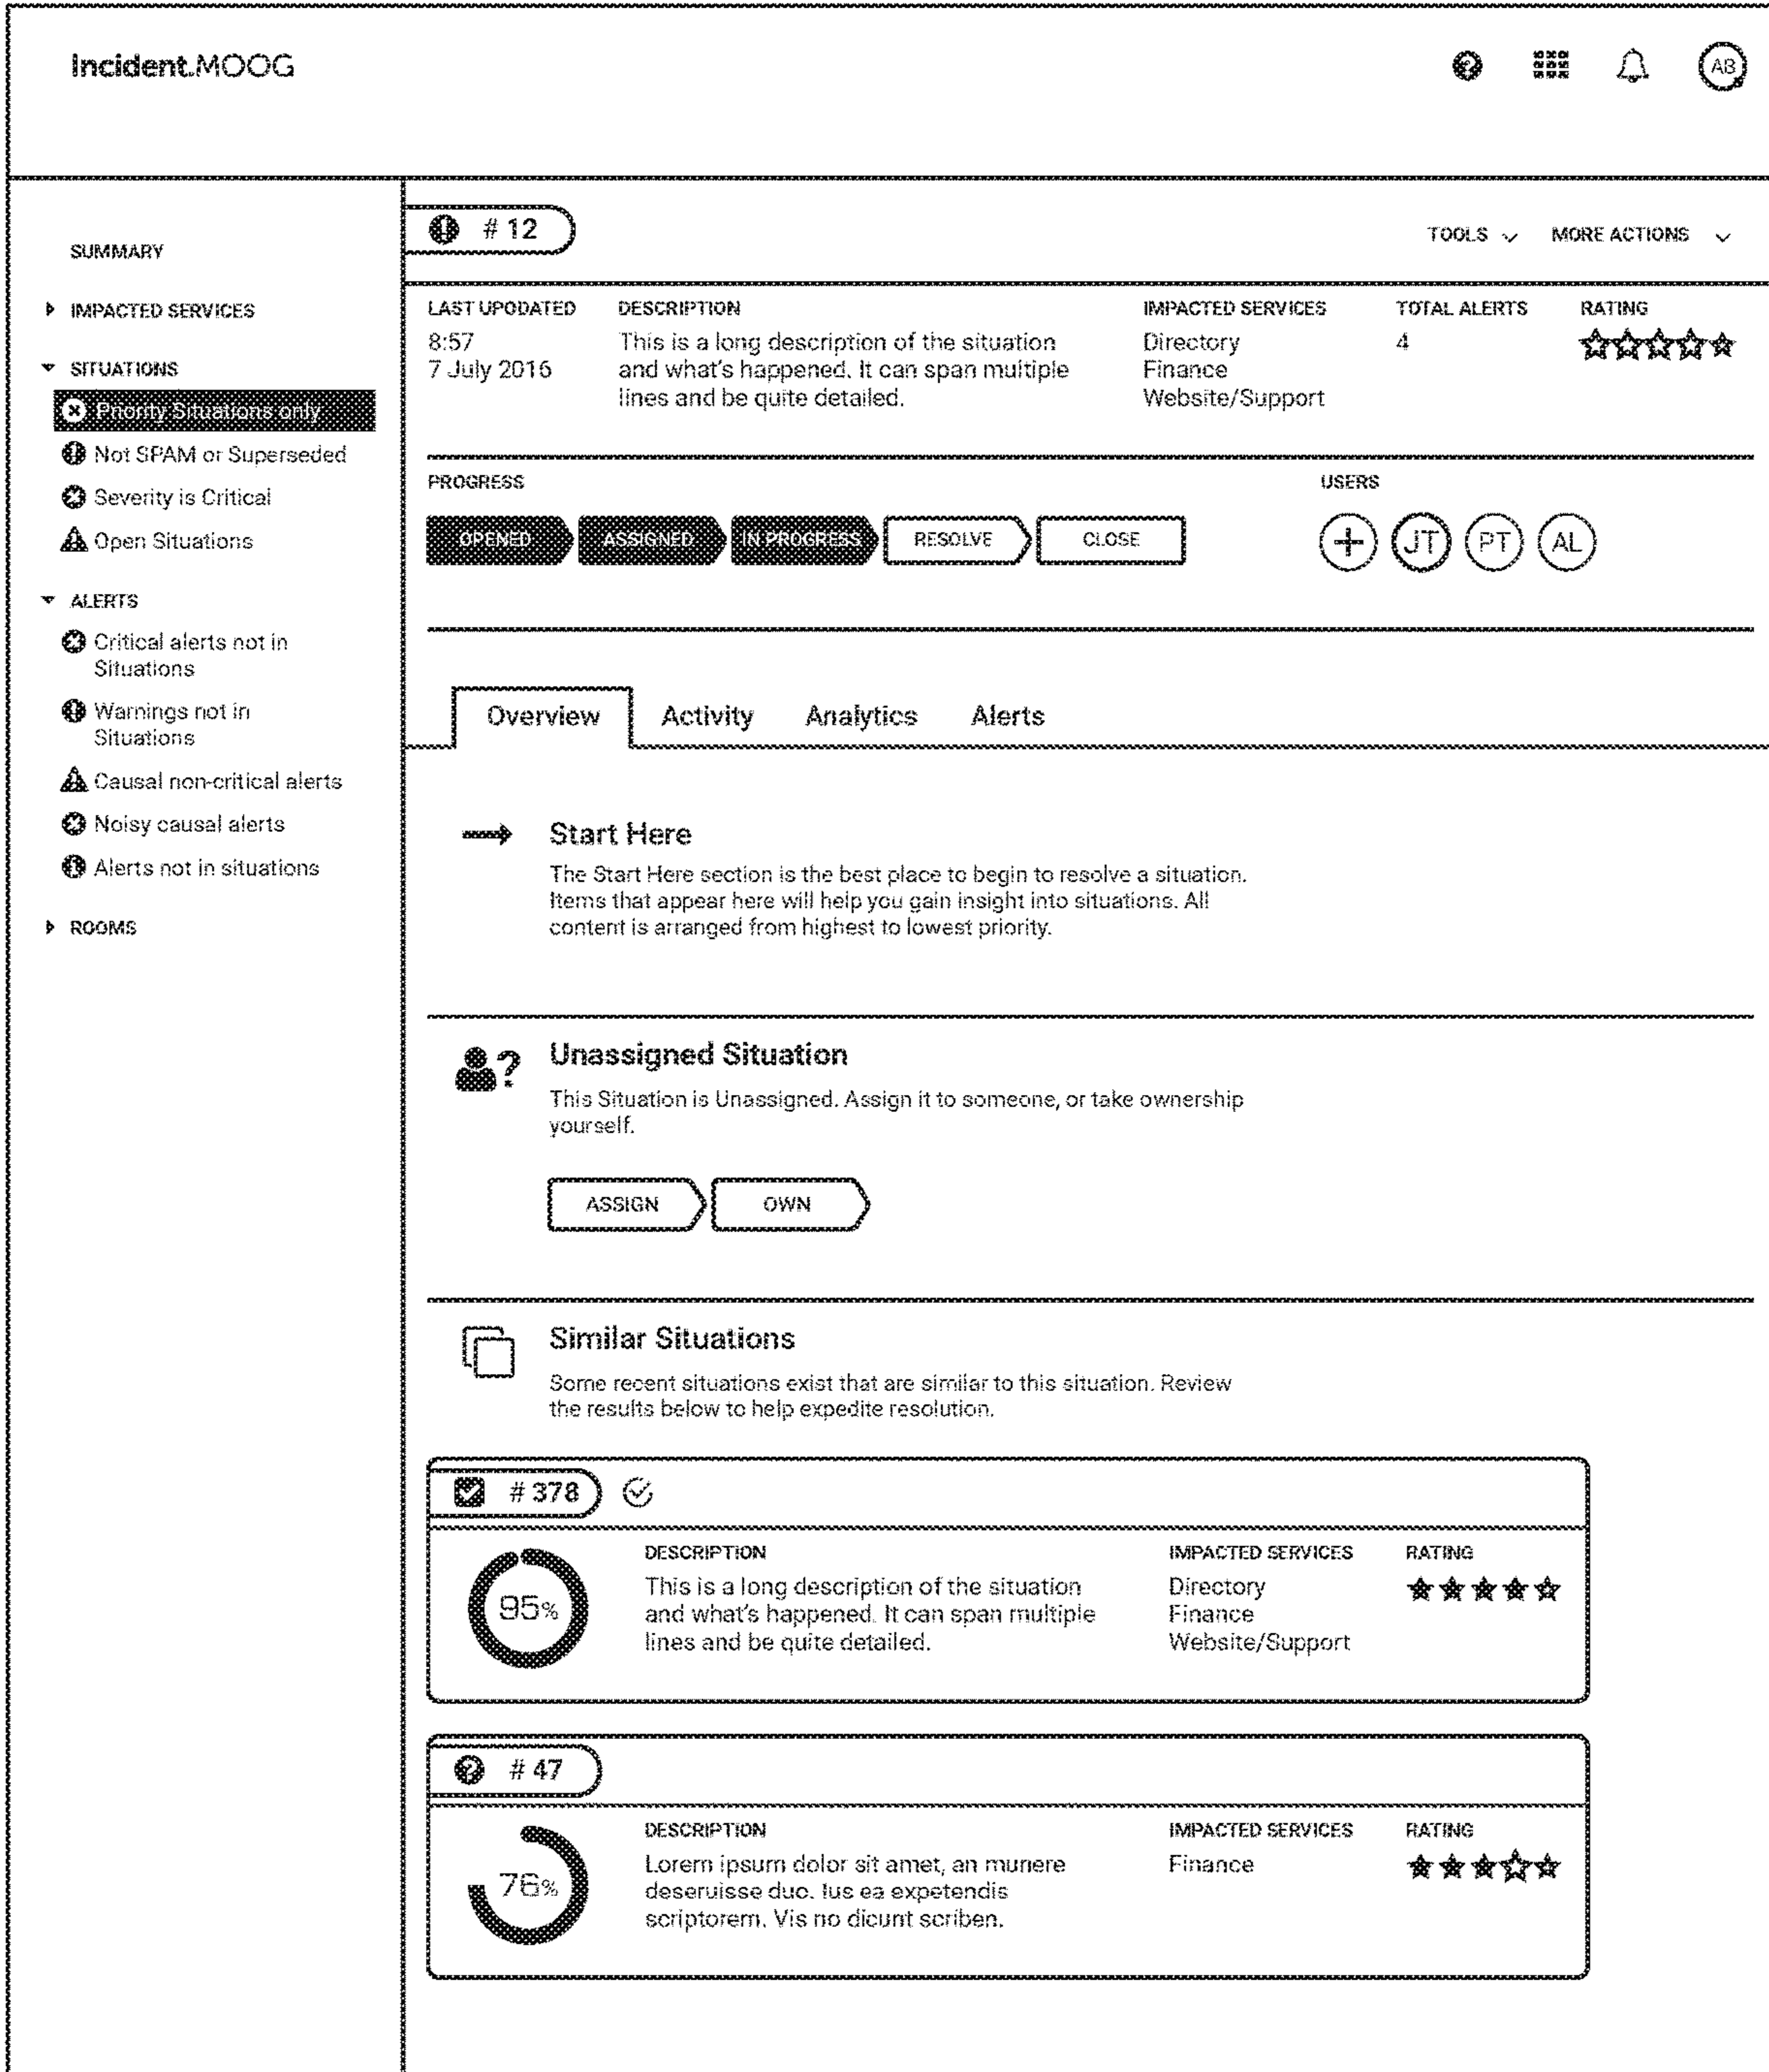 Incident.MOOG
AB
SUMMARY
IMPACTED SERVICES
SITUATIONS
Priority Situations only
Not SPAM or Superseded
Severity is Critical
Open Situations
ALERTS
Critical alerts not in
Situations
Warnings not in
Situations
Causal non-critical alerts
Noisy causal alerts
Alerts not in situations
ROOMS
# 12
TOOLS MORE ACTIONS
LAST UPODATED DESCRIPTION IMPACTED SERVICES TOTAL ALERTS RATING
8:57 This is a long description of the situation Directory 4
7 July 2016 and what's happened. It can span multiple Finance
lines and be quite detailed. Website/Support
PROGRESS USERS
OPENED ASSIGNED IN PROGRESS RESOLVE CLOSE + JT PT AL
Overview Activity Analytics Alerts
Start Here
The Start Here section is the best place to begin to resolve a situation.
Items that appear here will help you gain insight into situations. All
content is arranged from highest to lowest priority.
? Unassigned Situation
This Situation is Unassigned. Assign it to someone, or take ownership
yourself.
ASSIGN OWN
Similar Situations
Some recent situations exist that are similar to this situation. Review
the results below to help expedite resolution.
# 378
DESCRIPTION IMPACTED SERVICES RATING
95% This is a long description of the situation Directory
and what's happened. It can span multiple Finance
lines and be quite detailed. Website/Support
# 47
DESCRIPTION IMPACTED SERVICES RATING
76% Lorem ipsum dolor sit amet, an munere Finance
deseruisse duo. Ius ea expetendis
scriptorem. Vis no dicunt scriben.